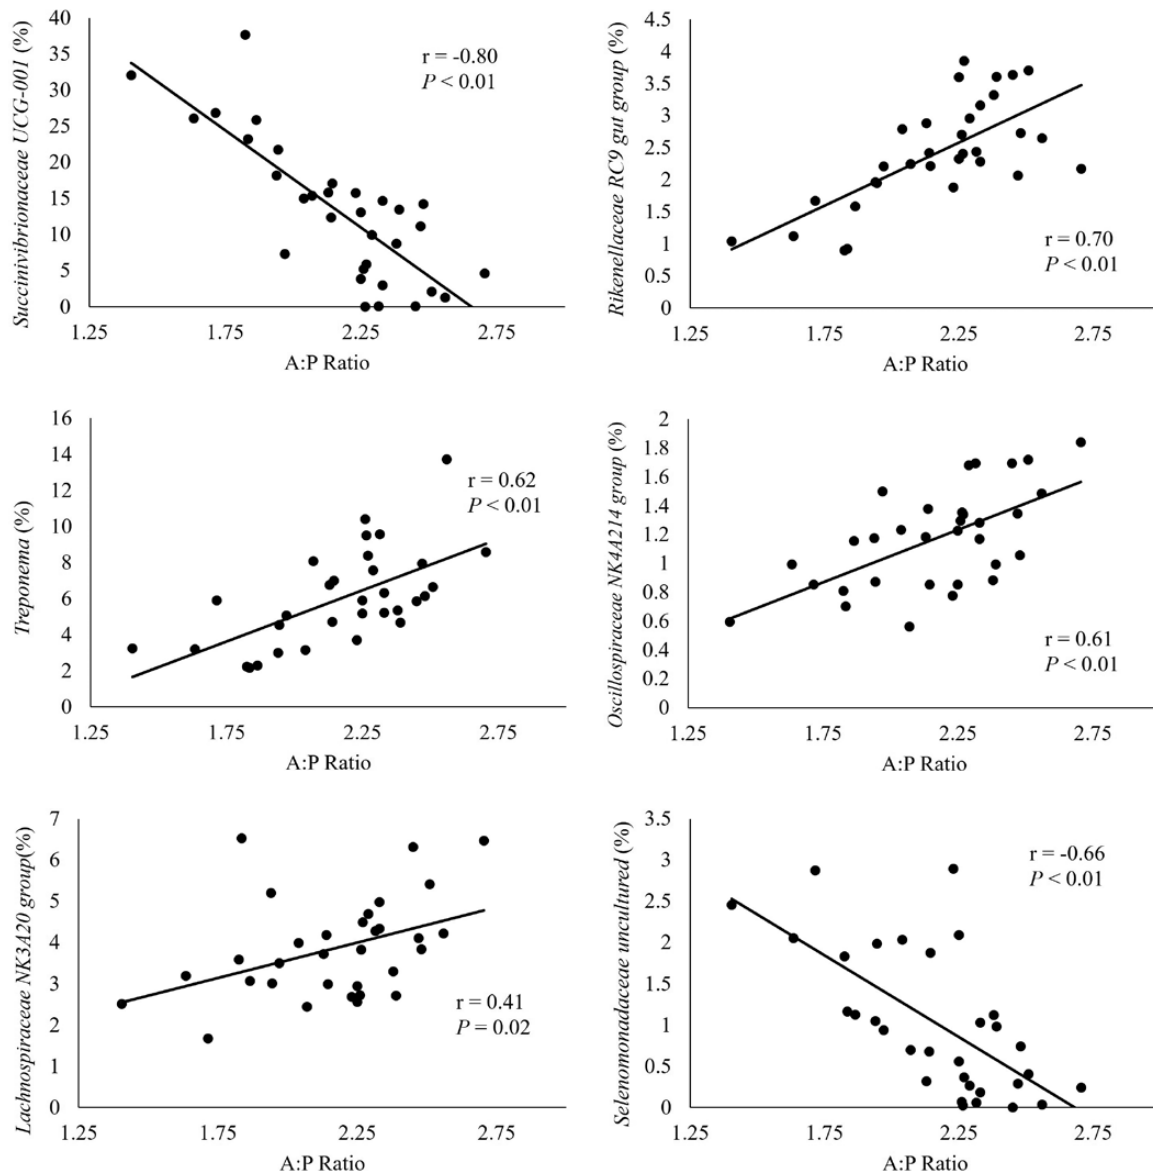 Succinivibrionaceae UCG-001 (%)
40
35
30
25
20
15
10
5
0
r = -0.80
P < 0.01
1.25 1.75 2.25 2.75
A:P Ratio
Rikenellaceae RC9 gut group (%)
4.5
4
3.5
3
2.5
2
1.5
1
0.5
0
r = 0.70
P < 0.01
1.25 1.75 2.25 2.75
A:P Ratio
Treponema (%)
16
14
12
10
8
6
4
2
0
r = 0.62
P < 0.01
1.25 1.75 2.25 2.75
A:P Ratio
Oscillospiraceae NK4A214 group (%)
2
1.8
1.6
1.4
1.2
1
0.8
0.6
0.4
0.2
0
r = 0.61
P < 0.01
1.25 1.75 2.25 2.75
A:P Ratio
Lachnospiraceae NK3A20 group(%)
7
6
5
4
3
2
1
0
r = 0.41
P = 0.02
1.25 1.75 2.25 2.75
A:P Ratio
Selenomonadaceae uncultured (%)
3.5
3
2.5
2
1.5
1
0.5
0
r = -0.66
P < 0.01
1.25 1.75 2.25 2.75
A:P Ratio